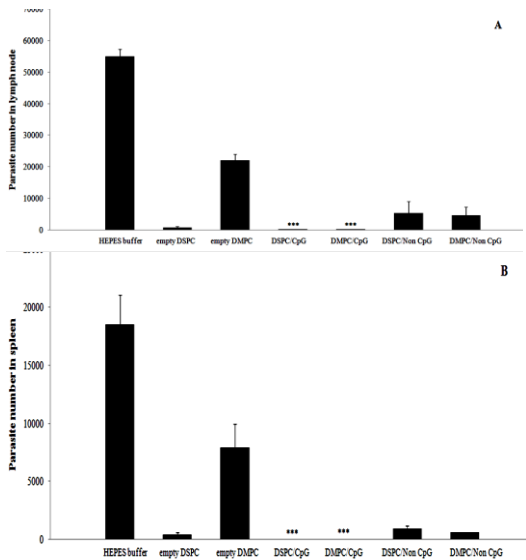 70000
A
60000
50000
40000
30000
20000
10000
0
Parasite number in lymph node
*** ***
HEPES buffer empty DSPC empty DMPC DSPC/CpG DMPC/CpG DSPC/Non CpG DMPC/Non CpG
25000
B
20000
15000
10000
5000
0
Parasite number in spleen
*** ***
HEPES buffer empty DSPC empty DMPC DSPC/CpG DMPC/CpG DSPC/Non CpG DMPC/Non CpG